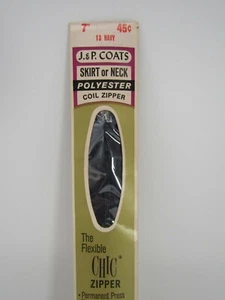 7" 45¢
13 NAVY
J. & P. COATS
SKIRT or NECK
POLYESTER
COIL ZIPPER
The
Flexible
CHIC
ZIPPER
• Permanent Press